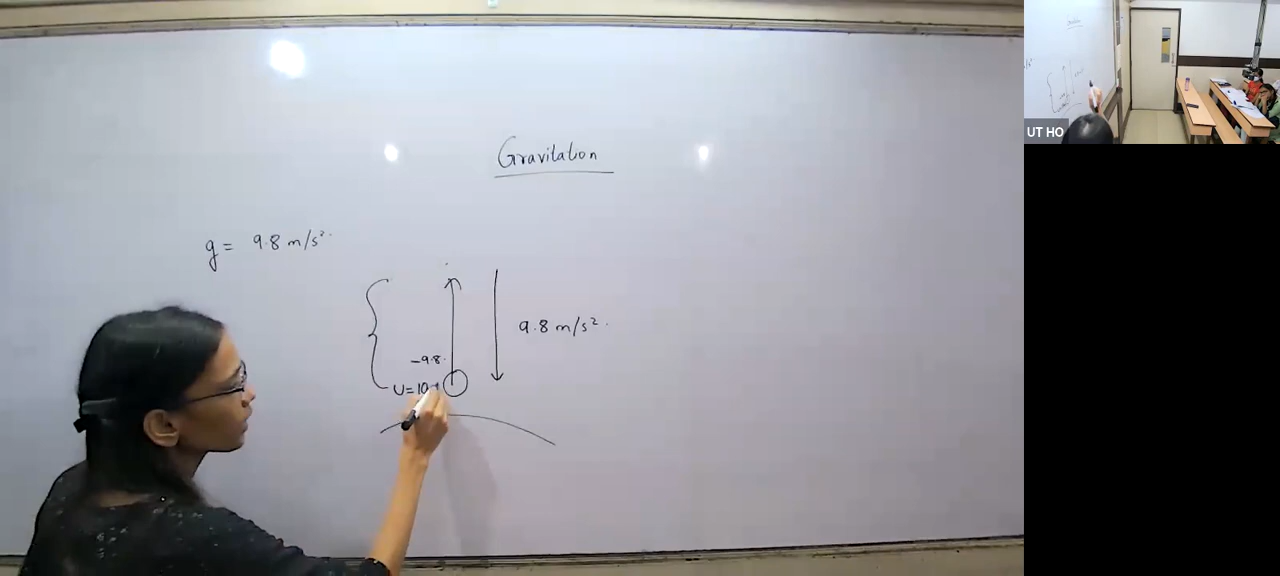 Gravitation
g = 9.8 m/s².
9.8 m/s².
-9.8.
U=10
UT HO